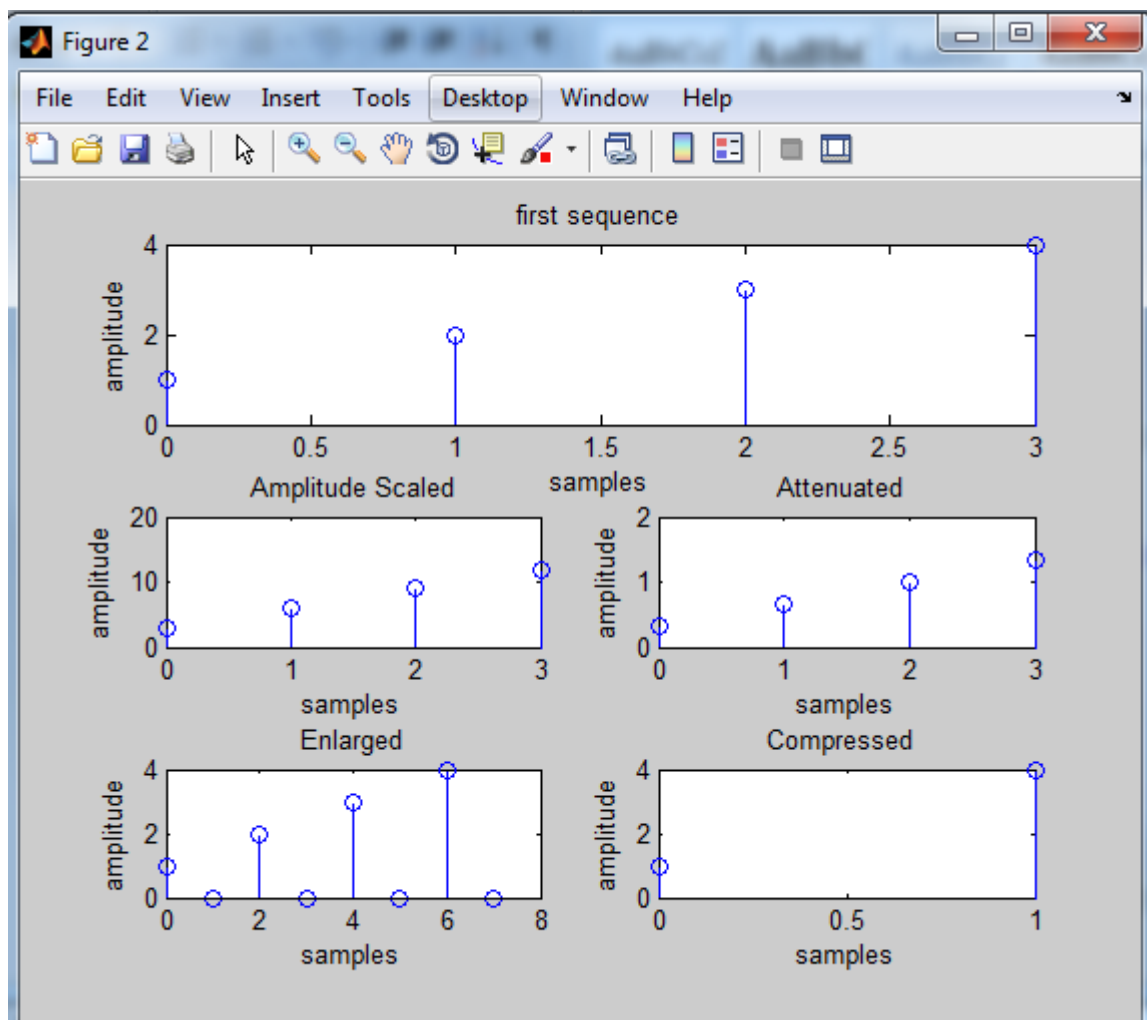 Figure 2
File Edit View Insert Tools Desktop Window Help
first sequence
amplitude
4
2
0
0 0.5 1 1.5 2 2.5 3
samples
Amplitude Scaled
amplitude
20
10
0
0 1 2 3
samples
Attenuated
amplitude
2
1
0
0 1 2 3
samples
Enlarged
amplitude
4
2
0
0 2 4 6 8
samples
Compressed
amplitude
4
2
0
0 0.5 1
samples